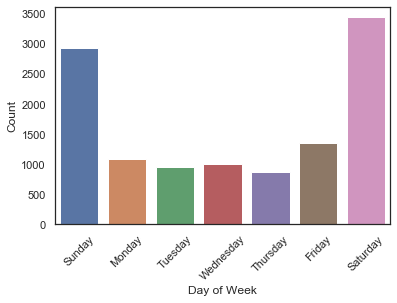 3500
3000
2500
2000
1500
1000
500
0
Count
Sunday
Monday
Tuesday
Wednesday
Thursday
Friday
Saturday
Day of Week